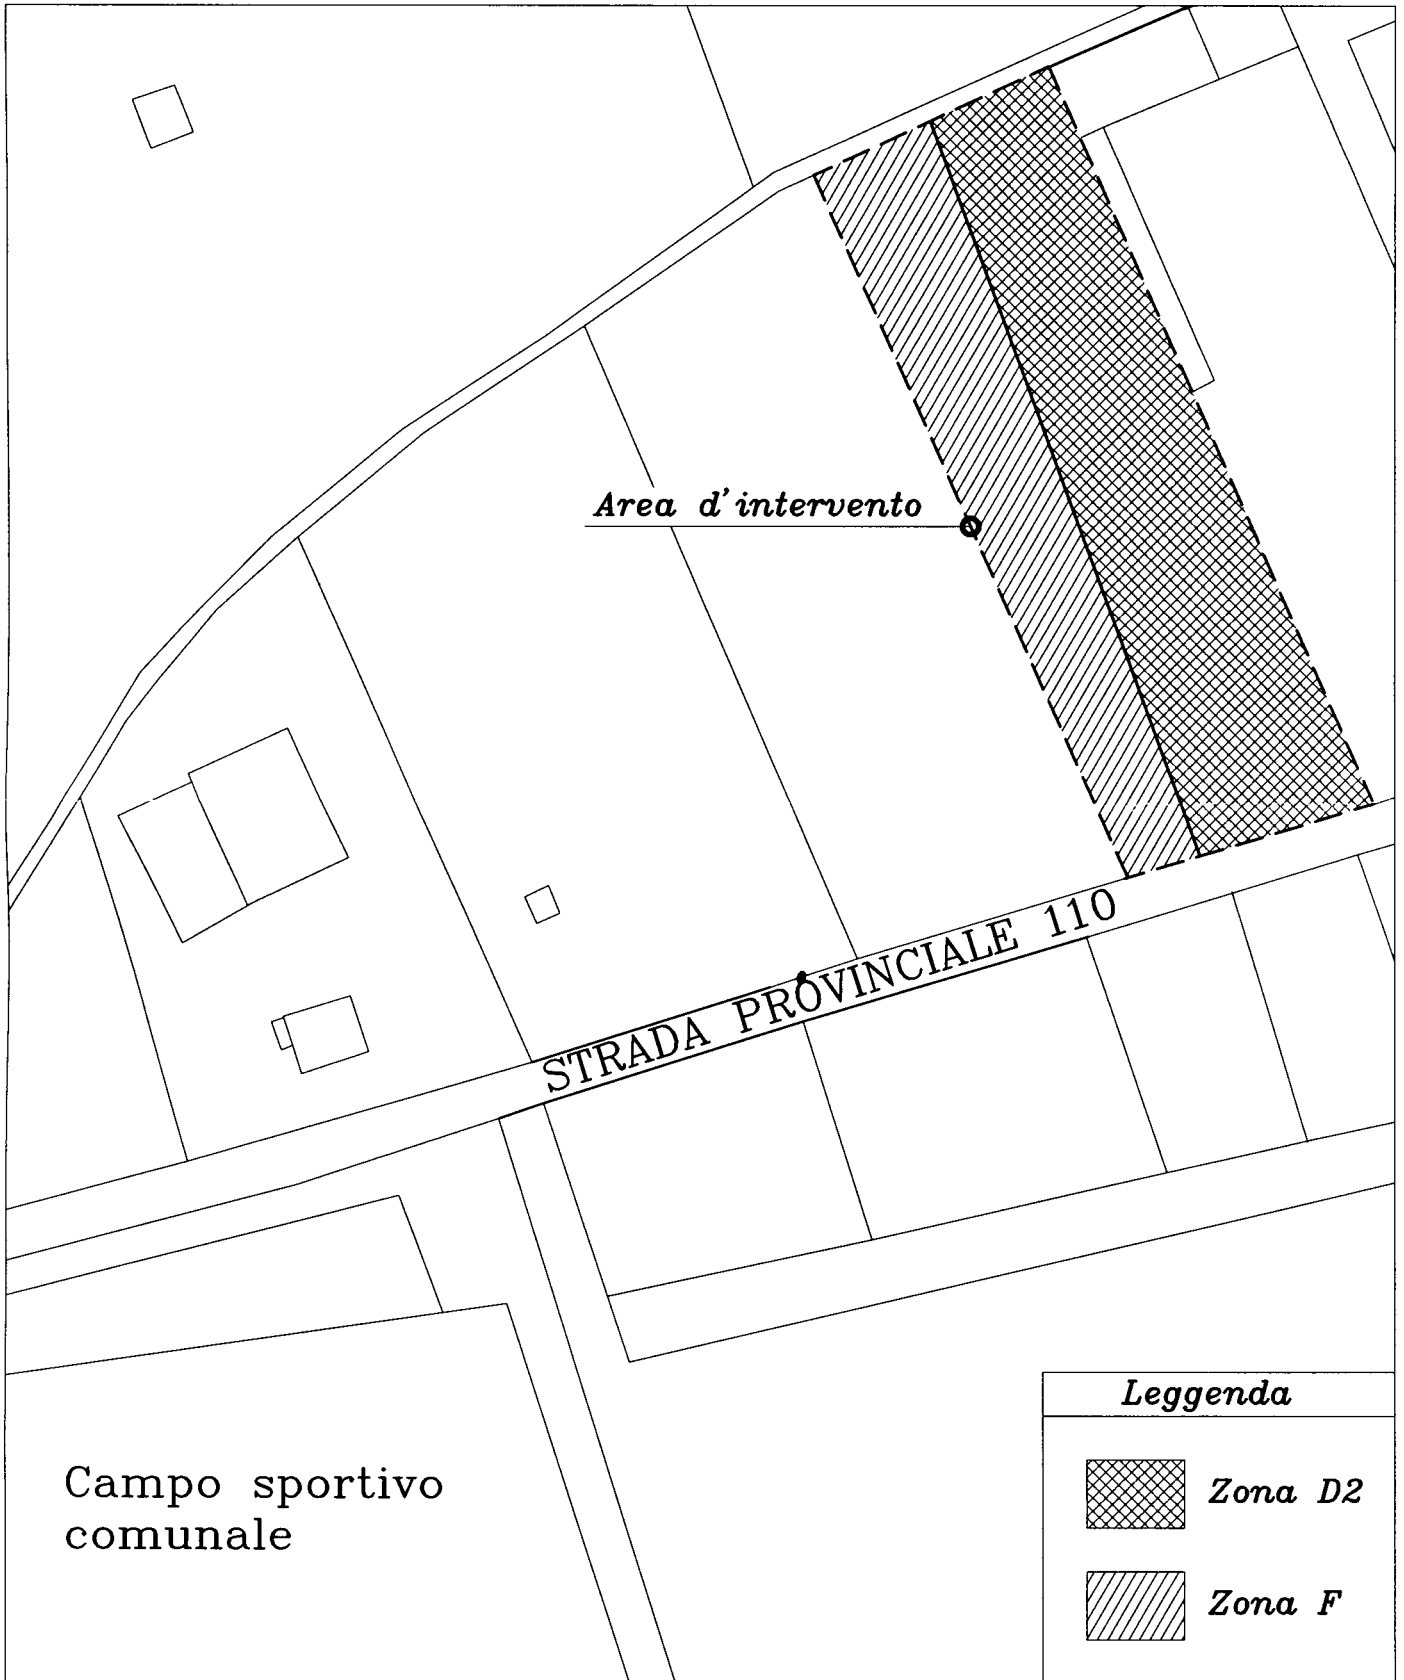 Area d'intervento
STRADA PROVINCIALE 110
Campo sportivo
comunale
Leggenda
Zona D2
Zona F